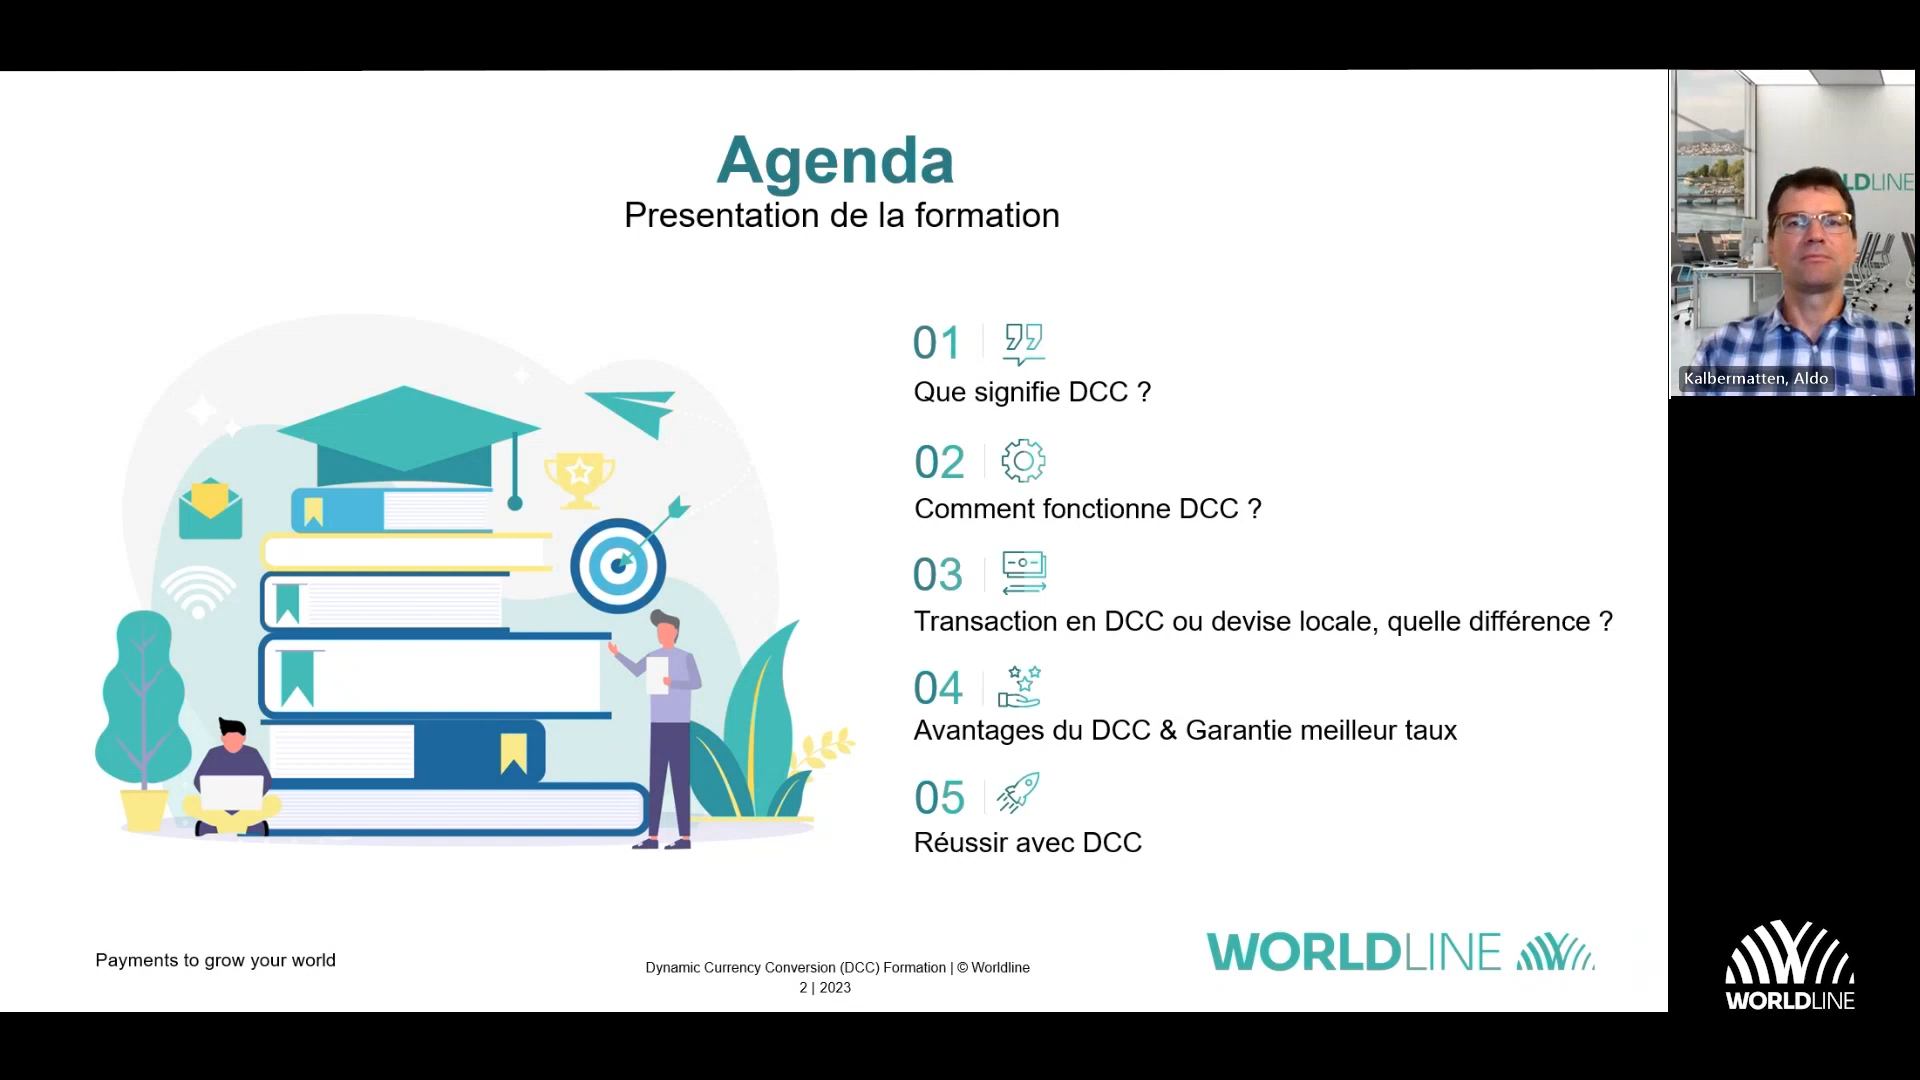 Agenda
Presentation de la formation
01
Que signifie DCC ?
02
Comment fonctionne DCC ?
03
Transaction en DCC ou devise locale, quelle différence ?
04
Avantages du DCC & Garantie meilleur taux
05
Réussir avec DCC
Payments to grow your world
Dynamic Currency Conversion (DCC) Formation | © Worldline
2 | 2023
WORLDLINE
LDLINE
Kalbermatten, Aldo
WORLDLINE